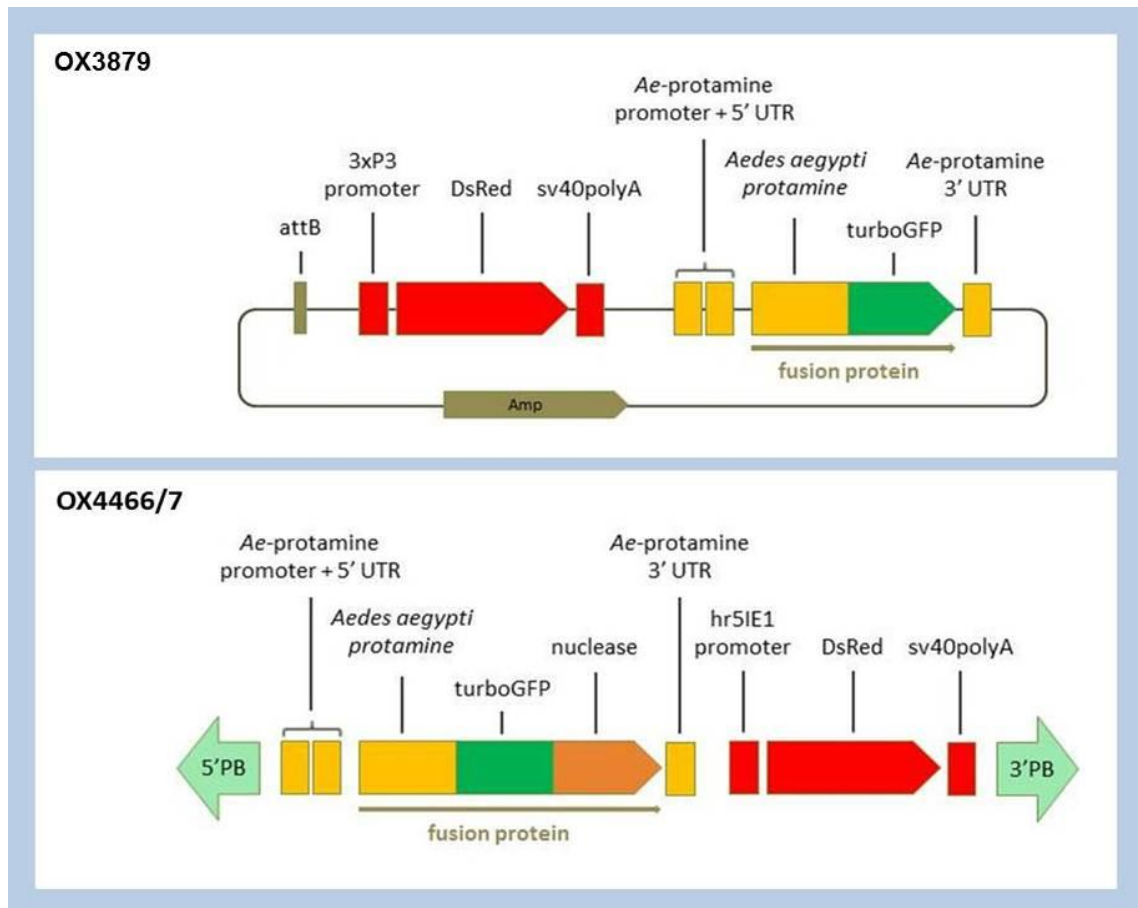 OX3879
Ae-protamine
promoter + 5' UTR
3xP3
promoter
DsRed
sv40polyA
Aedes aegypti
protamine
Ae-protamine
3' UTR
attB
turboGFP
fusion protein
Amp
OX4466/7
Ae-protamine
promoter + 5' UTR
Ae-protamine
3' UTR
Aedes aegypti
protamine
nuclease
hr5IE1
promoter
DsRed
sv40polyA
turboGFP
5'PB
3'PB
fusion protein